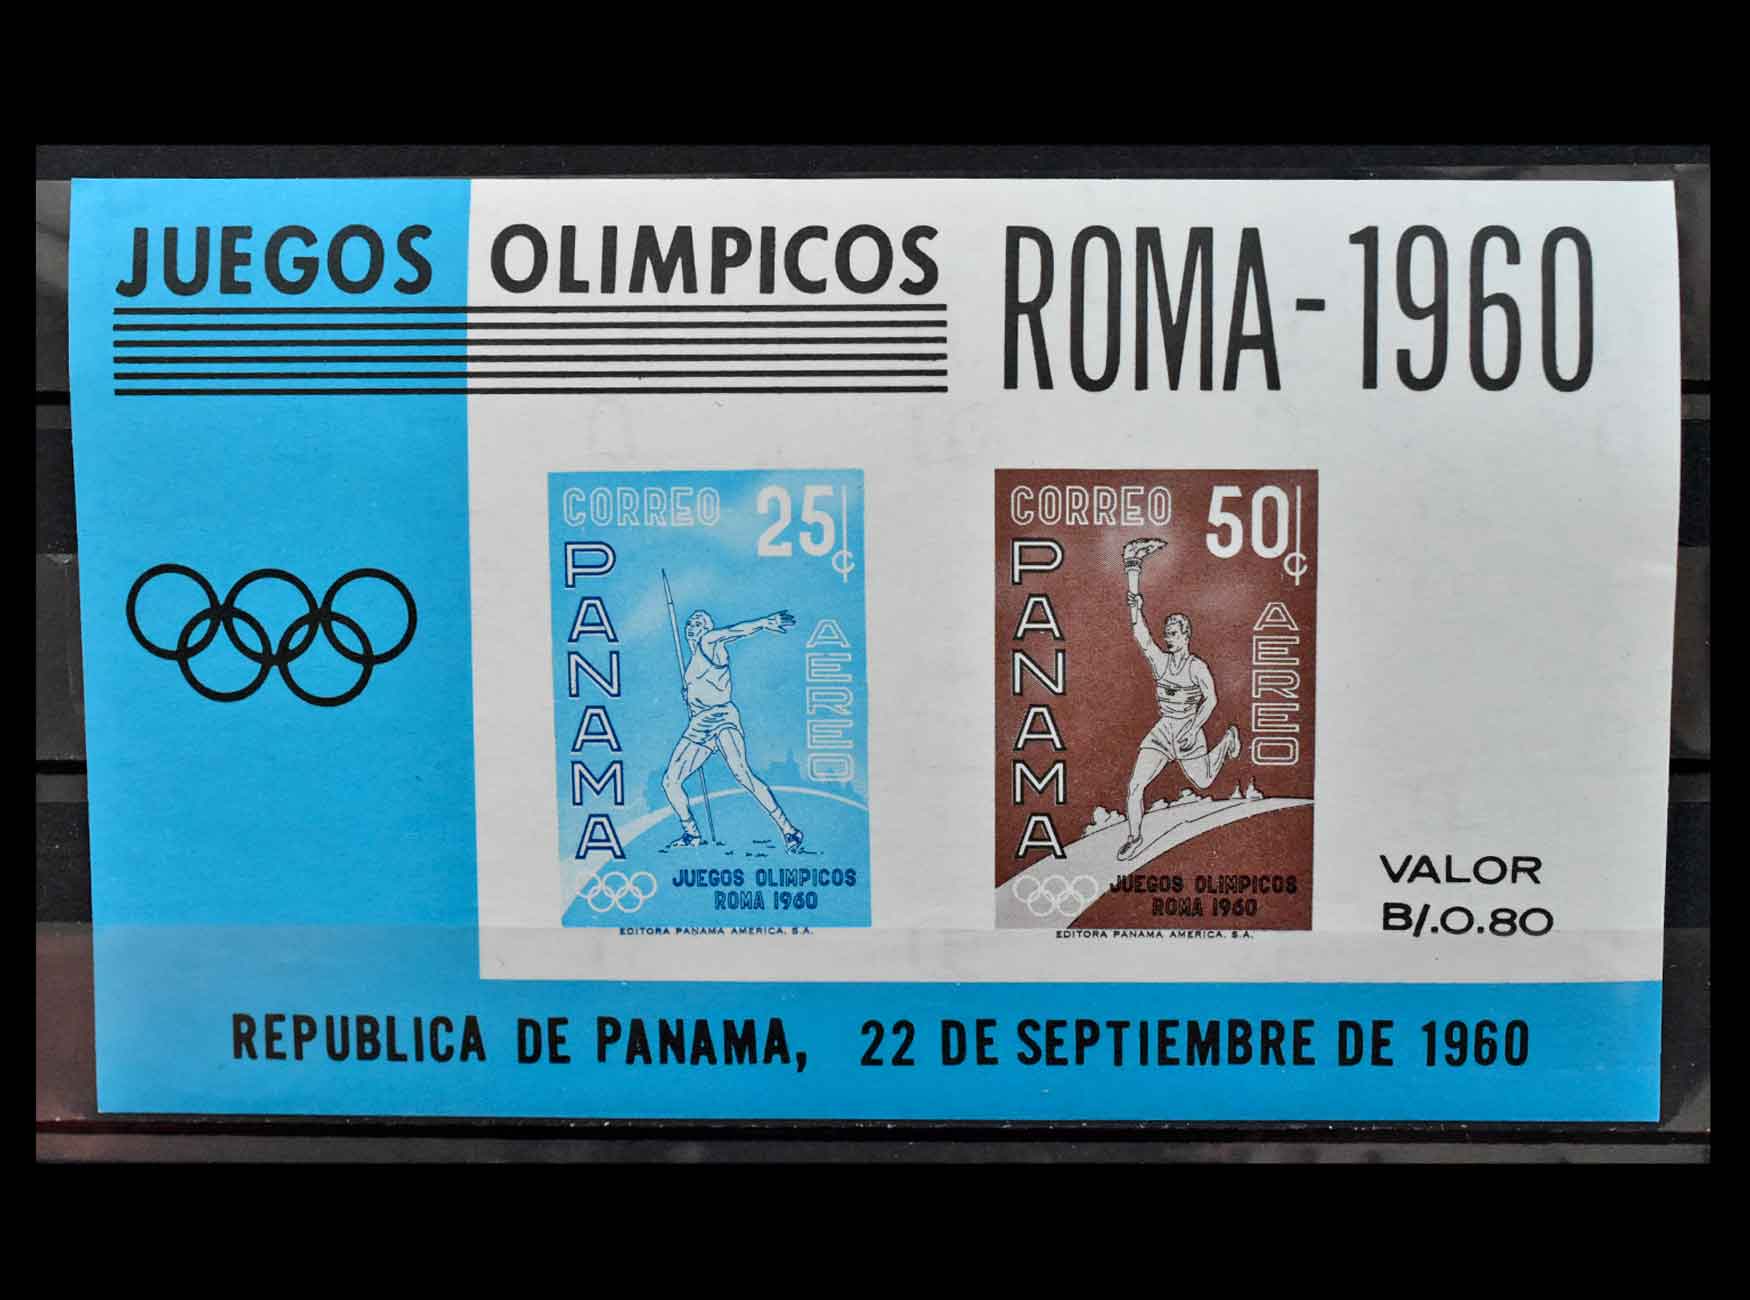 JUEGOS OLIMPICOS ROMA-1960
CORREO 25¢
PANAMA
AEREO
JUEGOS OLIMPICOS
ROMA 1960
EDITORA PANAMA AMERICA, S.A.
CORREO 50¢
PANAMA
AEREO
JUEGOS OLIMPICOS
ROMA 1960
EDITORA PANAMA AMERICA, S.A.
VALOR
B/.0.80
REPUBLICA DE PANAMA, 22 DE SEPTIEMBRE DE 1960